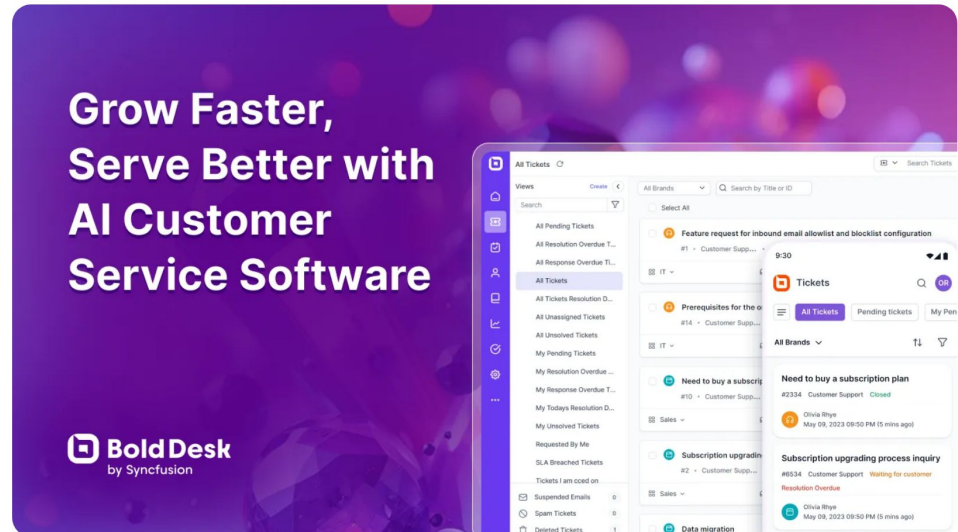 Grow Faster,
Serve Better with
AI Customer
Service Software
Bold Desk
by Syncfusion
All Tickets
Search Tickets
Views
Create
Search
All Pending Tickets
All Resolution Overdue T...
All Response Overdue Ti...
All Tickets
All Tickets Resolution D...
All Unassigned Tickets
All Unsolved Tickets
My Pending Tickets
My Resolution Overdue ...
My Response Overdue T...
My Todays Resolution D...
My Unsolved Tickets
Requested By Me
SLA Breached Tickets
Tickets I am cced on
Suspended Emails 0
Spam Tickets 0
Deleted Tickets 1
All Brands
Search by Title or ID
Select All
Feature request for inbound email allowlist and blocklist configuration
#1 • Customer Supp... •
IT
Prerequisites for the o
#14 • Customer Supp...
IT
Need to buy a subscrip
#10 • Customer Supp...
Sales
Subscription upgradin
#2 • Customer Supp...
Sales
Data migration
9:30
Tickets
OR
All Tickets
Pending tickets
My Pen
All Brands
Need to buy a subscription plan
#2334 Customer Support Closed
Olivia Rhye
May 09, 2023 09:50 PM (5 mins ago)
Subscription upgrading process inquiry
#6534 Customer Support Waiting for customer
Resolution Overdue
Olivia Rhye
May 09, 2023 09:50 PM (5 mins ago)